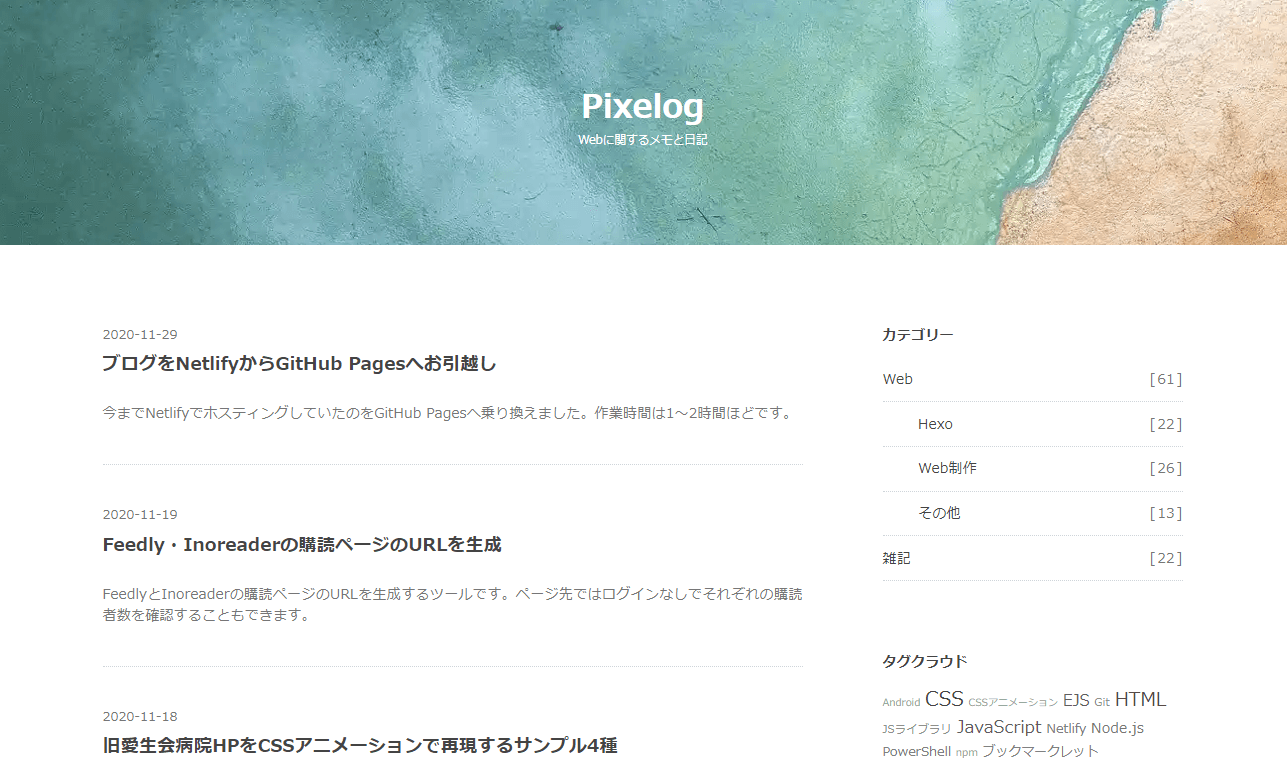 Pixelog
Webに関するメモと日記
2020-11-29
ブログをNetlifyからGitHub Pagesへお引越し
今までNetlifyでホスティングしていたのをGitHub Pagesへ乗り換えました。作業時間は1～2時間ほどです。
2020-11-19
Feedly・Inoreaderの購読ページのURLを生成
FeedlyとInoreaderの購読ページのURLを生成するツールです。ページ先ではログインなしでそれぞれの購読
者数を確認することもできます。
2020-11-18
旧愛生会病院HPをCSSアニメーションで再現するサンプル4種
カテゴリー
Web [61]
Hexo [22]
Web制作 [26]
その他 [13]
雑記 [22]
タグクラウド
Android CSS CSSアニメーション EJS Git HTML
JSライブラリ JavaScript Netlify Node.js
PowerShell npm ブックマークレット